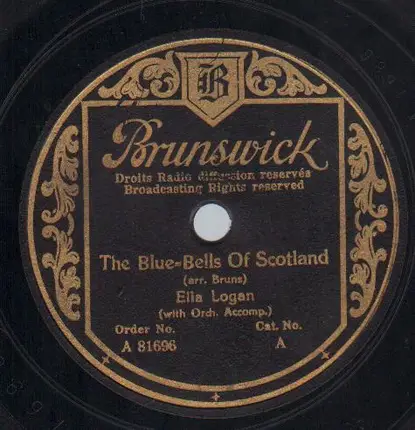 B
Brunswick
Droits Radio diffusion reservés
Broadcasting Rights reserved
The Blue-Bells Of Scotland
(arr. Bruns)
Ella Logan
(with Orch. Accomp.)
Order No. Cat. No.
A 81696 A